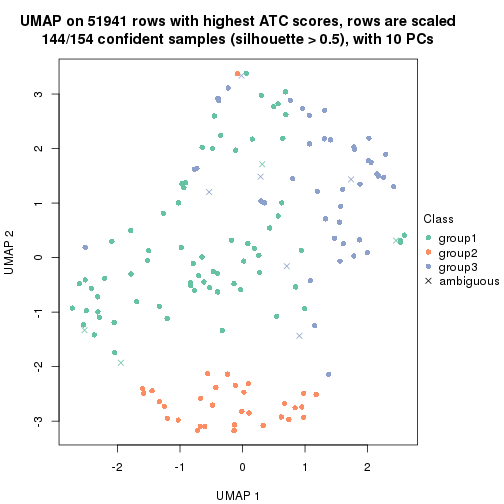 UMAP on 51941 rows with highest ATC scores, rows are scaled
144/154 confident samples (silhouette > 0.5), with 10 PCs
3
2
1
0
-1
-2
-3
UMAP 2
-2
-1
0
1
2
UMAP 1
Class
group1
group2
group3
ambiguous